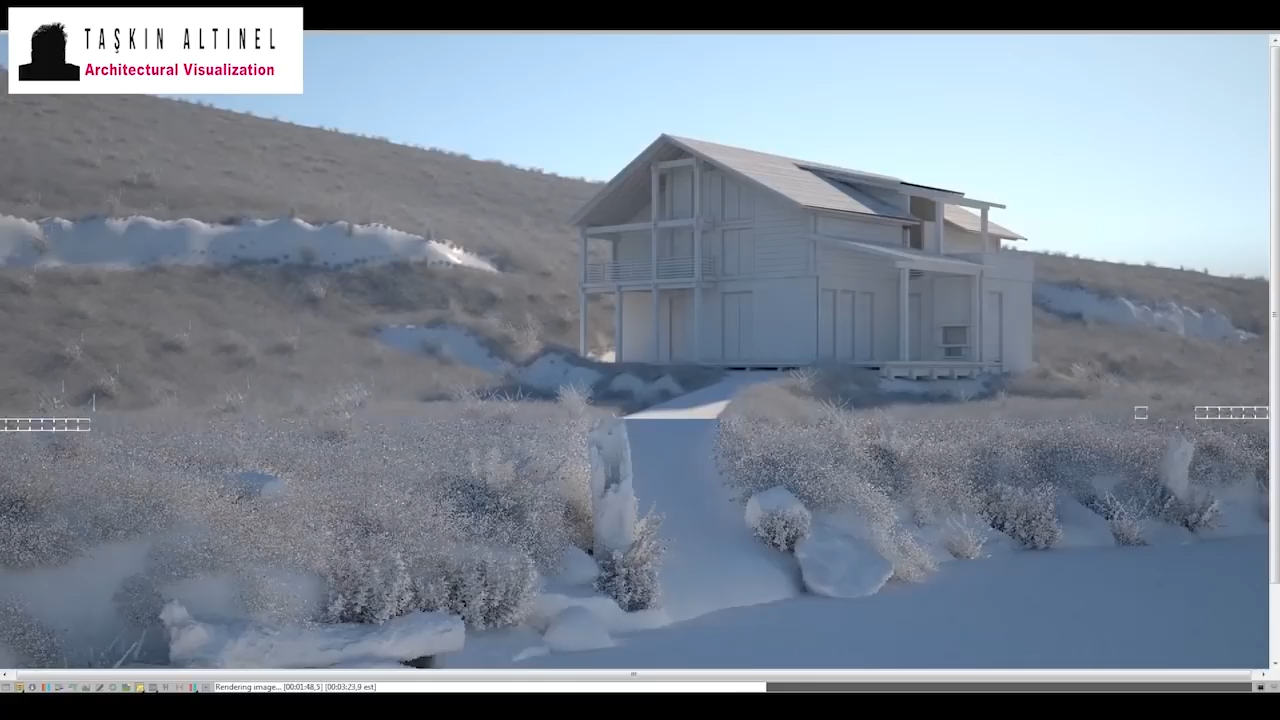 TAŞKIN ALTINEL
Architectural Visualization
Rendering image... [00:01:48,5] [00:03:23,9 est]